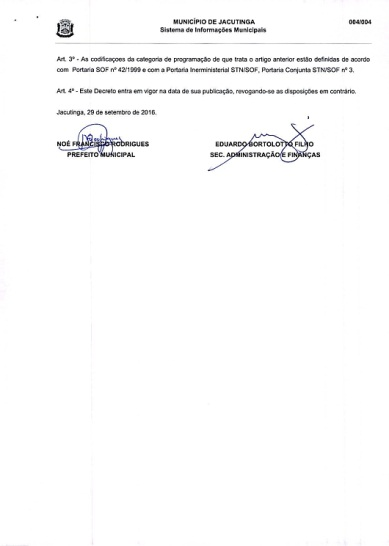 MUNICÍPIO DE JACUTINGA
004/004
Sistema de Informações Municipais
Art. 3º - As codificaçoes da categoria de programação de que trata o artigo anterior estão definidas de acordo
com Portaria SOF nº 42/1999 e com a Portaria Inerministerial STN/SOF, Portaria Conjunta STN/SOF nº 3.
Art. 4º - Este Decreto entra em vigor na data de sua publicação, revogando-se as disposições em contrário.
Jacutinga, 29 de setembro de 2016.
NOÉ FRANCISCO RODRIGUES
EDUARDO BORTOLOTTO FILHO
PREFEITO MUNICIPAL
SEC. ADMINISTRAÇÃO E FINANÇAS